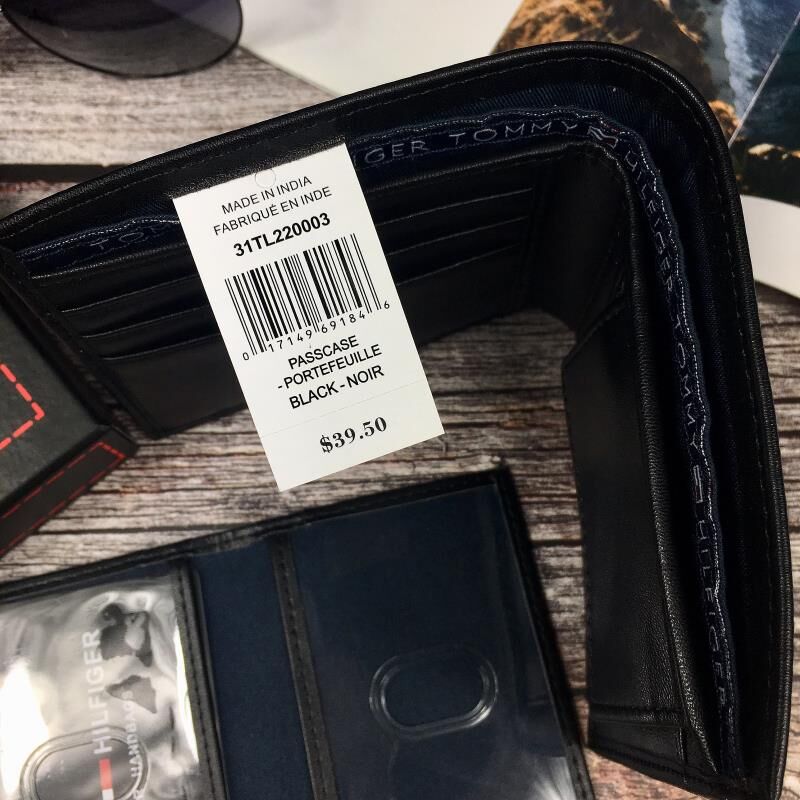 TOMMY
HILFIGER TOMMY HILFIGER
MADE IN INDIA
FABRIQUÉ EN INDE
31TL220003
0 17149 69184 6
PASSCASE
-PORTEFEUILLE
BLACK - NOIR
$39.50
HILFIGER
HANDBAGS